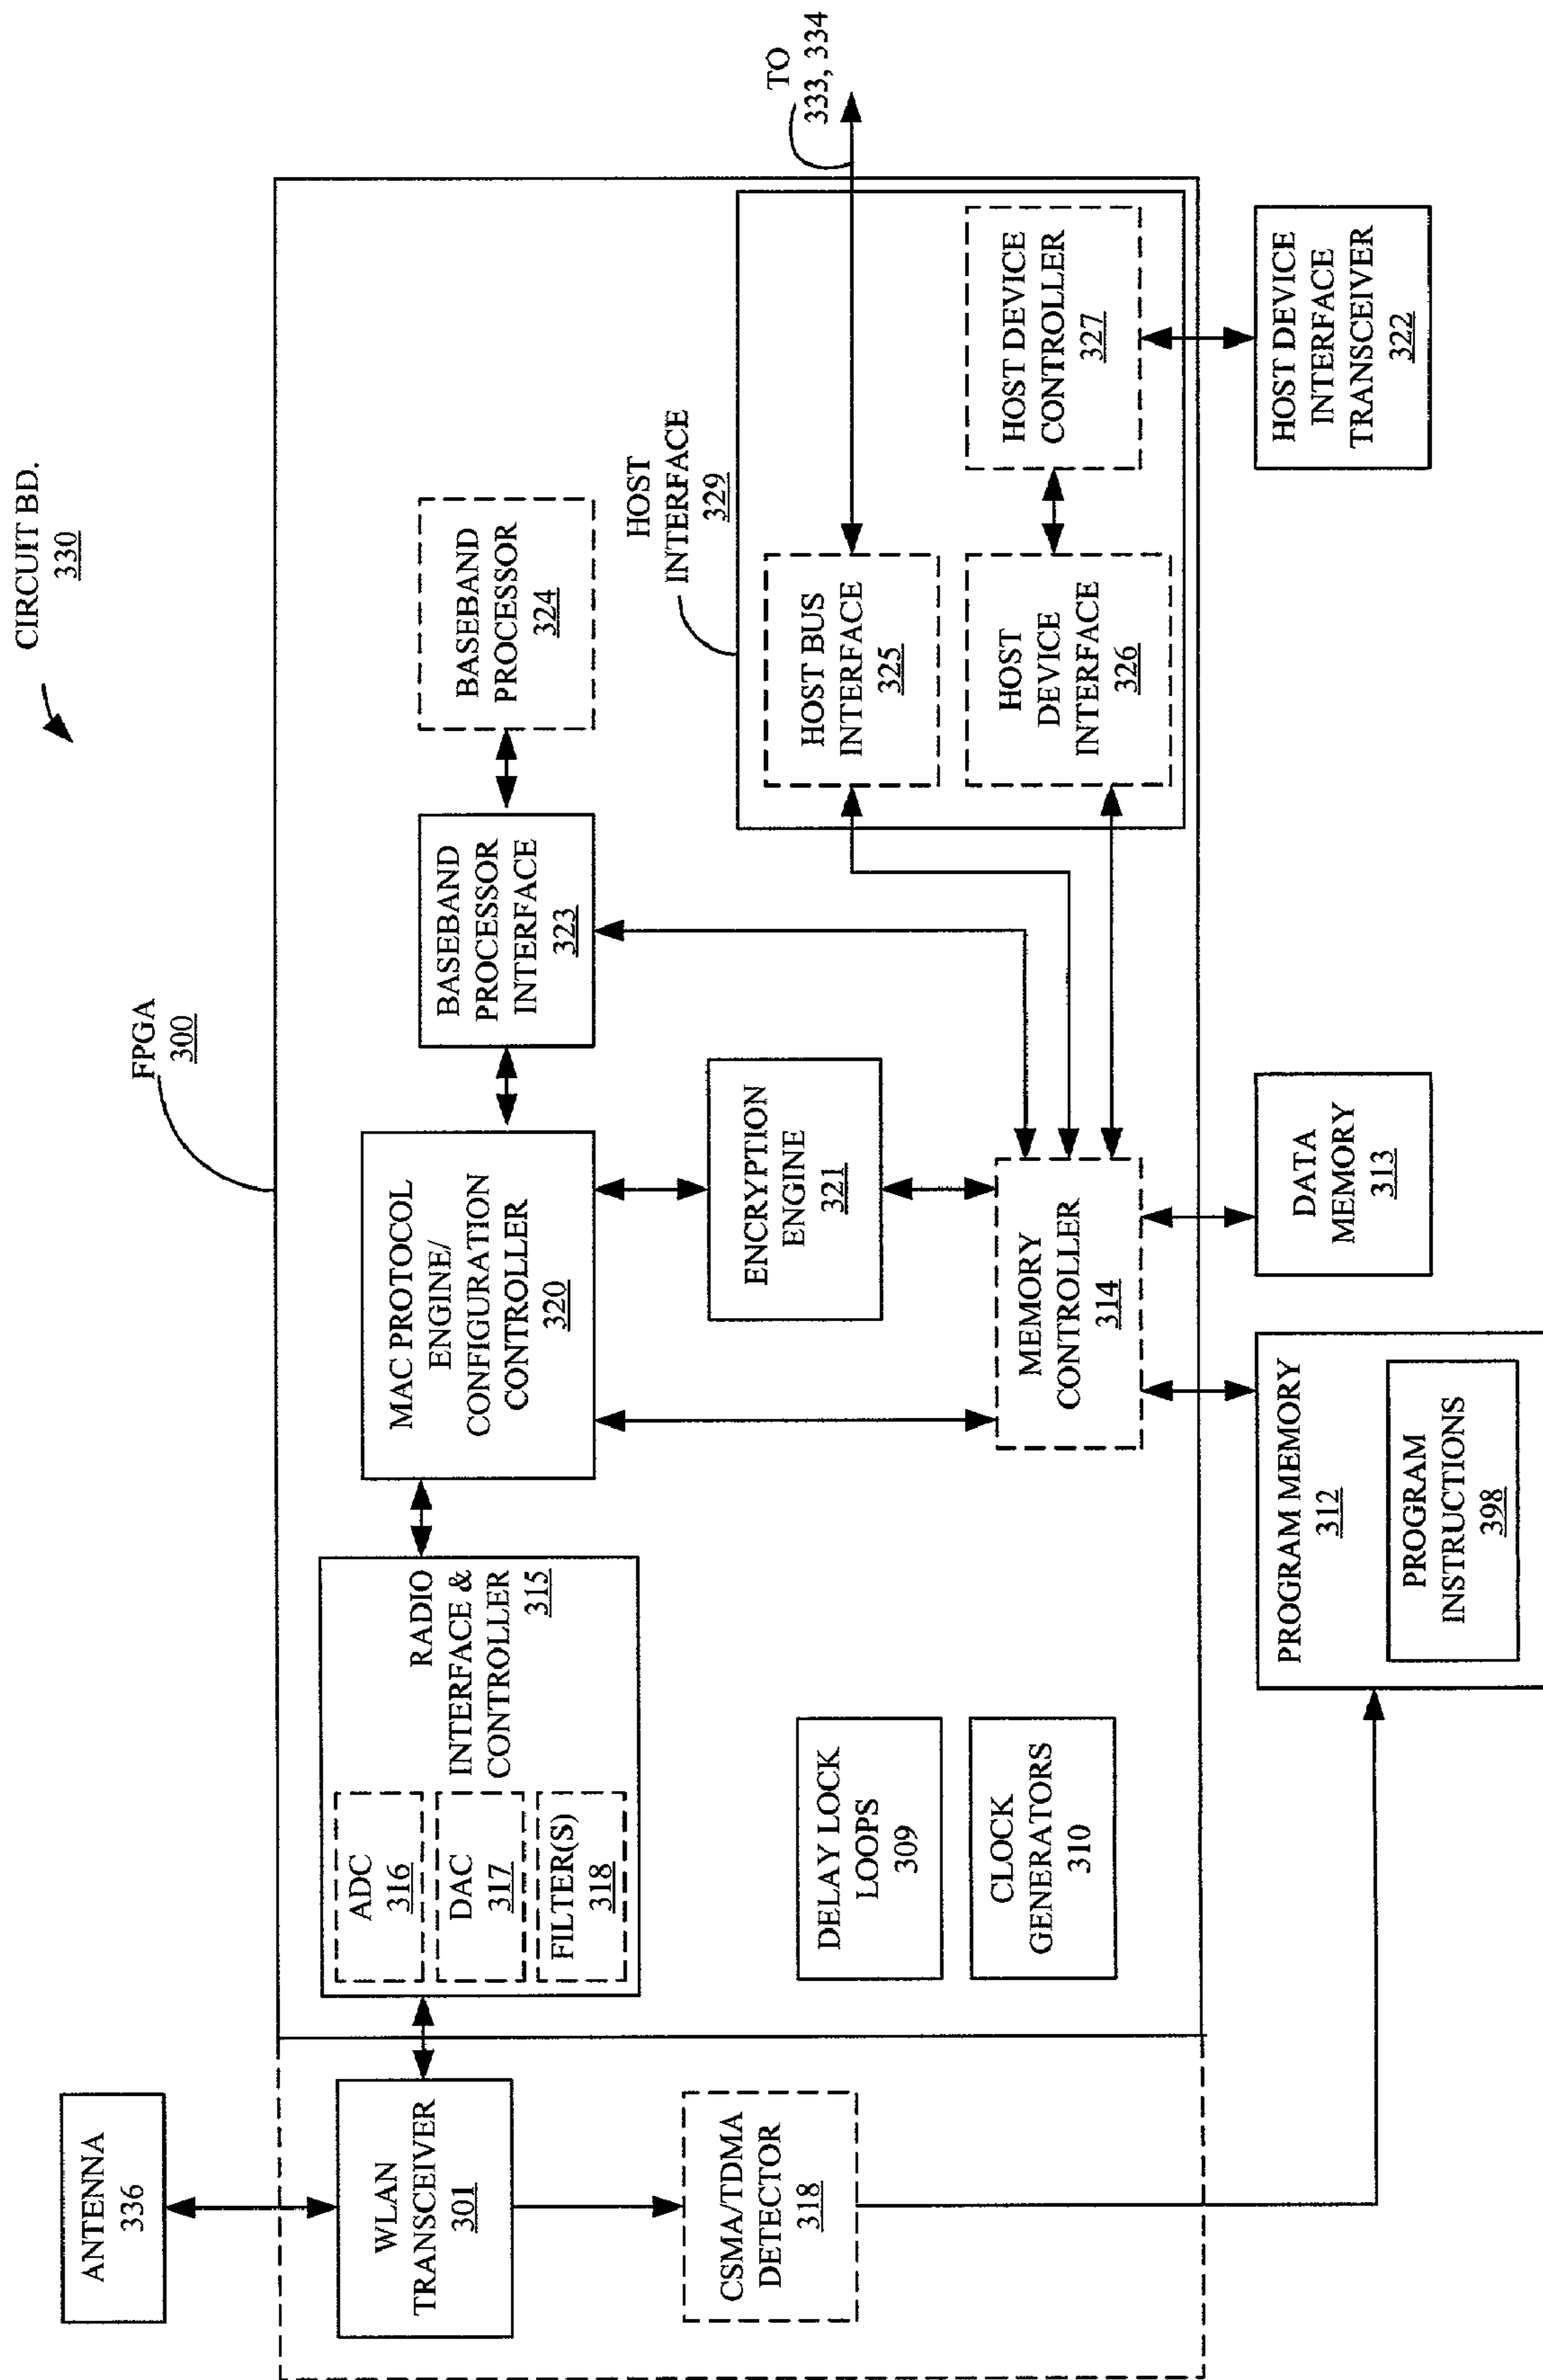 CIRCUIT BD.
330
FPGA
300
ANTENNA
336
WLAN
TRANSCEIVER
301
CSMA/TDMA
DETECTOR
318
ADC
316
DAC
317
FILTER(S)
318
RADIO
INTERFACE &
CONTROLLER
315
MAC PROTOCOL
ENGINE/
CONFIGURATION
CONTROLLER
320
BASEBAND
PROCESSOR
INTERFACE
323
BASEBAND
PROCESSOR
324
ENCRYPTION
ENGINE
321
DELAY LOCK
LOOPS
309
CLOCK
GENERATORS
310
MEMORY
CONTROLLER
314
HOST
INTERFACE
329
HOST BUS
INTERFACE
325
HOST
DEVICE
INTERFACE
326
HOST DEVICE
CONTROLLER
327
TO
333, 334
PROGRAM MEMORY
312
PROGRAM
INSTRUCTIONS
398
DATA
MEMORY
313
HOST DEVICE
INTERFACE
TRANSCEIVER
322